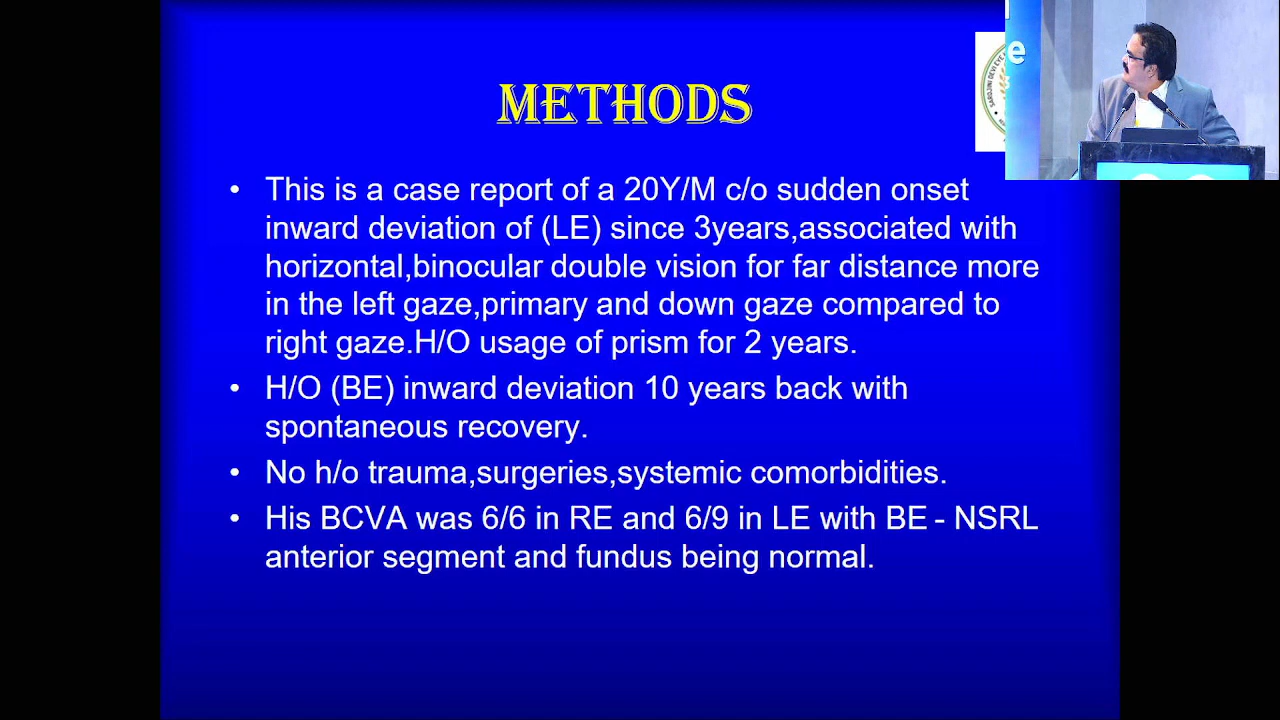 METHODS
• This is a case report of a 20Y/M c/o sudden onset
inward deviation of (LE) since 3years,associated with
horizontal,binocular double vision for far distance more
in the left gaze,primary and down gaze compared to
right gaze.H/O usage of prism for 2 years.
• H/O (BE) inward deviation 10 years back with
spontaneous recovery.
• No h/o trauma,surgeries,systemic comorbidities.
• His BCVA was 6/6 in RE and 6/9 in LE with BE - NSRL
anterior segment and fundus being normal.
SAROJINI DEVI EYE
e